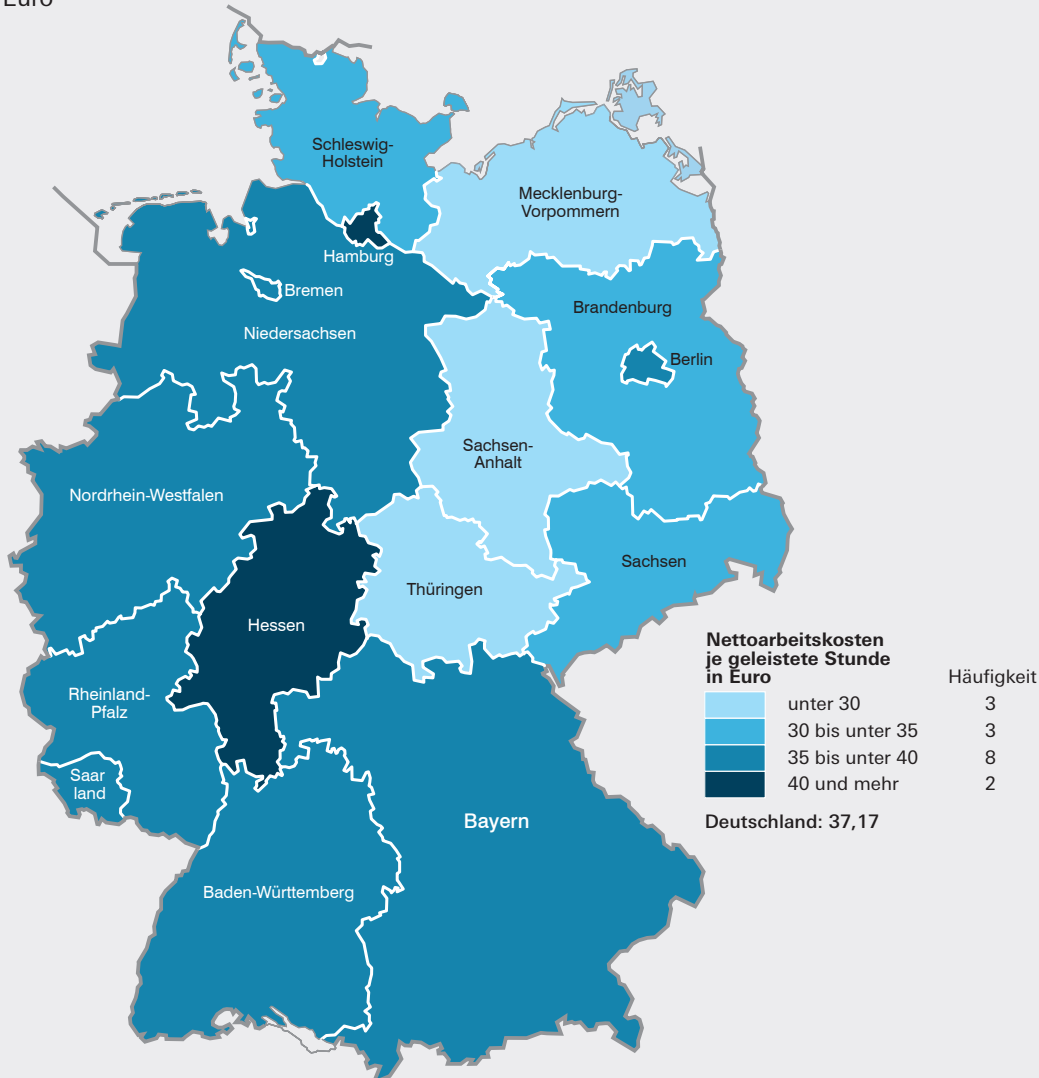 Euro
Schleswig-
Holstein
Mecklenburg-
Vorpommern
Hamburg
Bremen
Brandenburg
Niedersachsen
Berlin
Sachsen-
Anhalt
Nordrhein-Westfalen
Sachsen
Thüringen
Hessen
Rheinland-
Pfalz
Saar
land
Bayern
Baden-Württemberg
Nettoarbeitskosten
je geleistete Stunde
in Euro Häufigkeit
unter 30 3
30 bis unter 35 3
35 bis unter 40 8
40 und mehr 2
Deutschland: 37,17